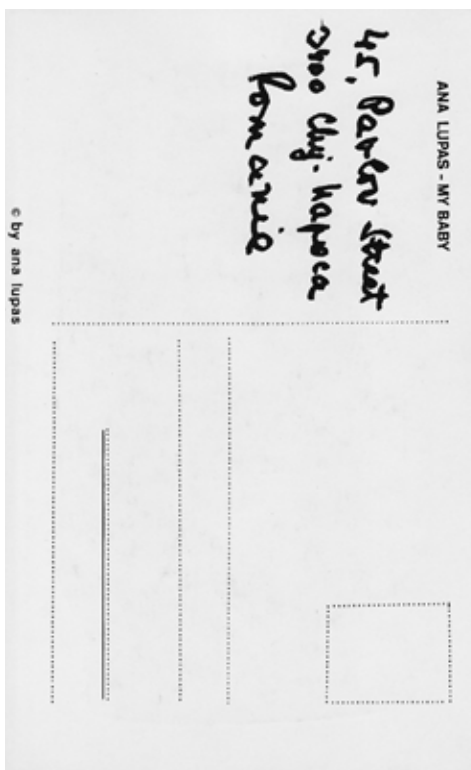 ANA LUPAS - MY BABY
45, Pavlov Street
3400 Cluj-Napoca
Romania
© by ana lupas